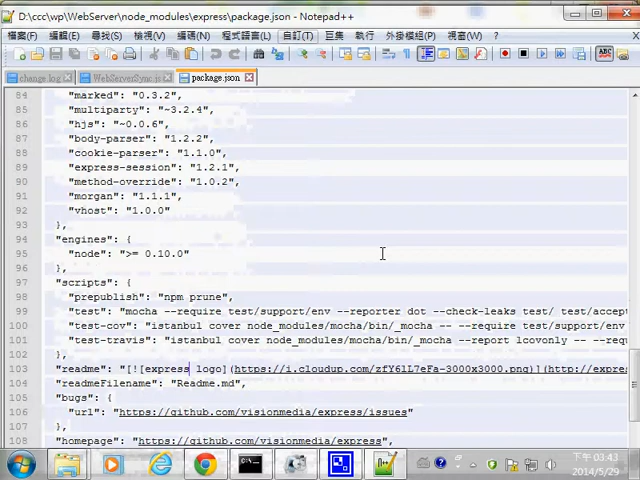 D:\ccc\wp\WebServer\node_modules\express\package.json - Notepad++
檔案(F) 編輯(E) 尋找(S) 檢視(V) 編碼(N) 程式語言(L) 自訂(T) 巨集 執行 外掛模組(P) 視窗(W) ?
change log WebServerSync.js package.json
84 "marked": "0.3.2",
85 "multiparty": "~3.2.4",
86 "hjs": "~0.0.6",
87 "body-parser": "1.2.2",
88 "cookie-parser": "1.1.0",
89 "express-session": "1.2.1",
90 "method-override": "1.0.2",
91 "morgan": "1.1.1",
92 "vhost": "1.0.0"
93 },
94 "engines": {
95 "node": ">= 0.10.0"
96 },
97 "scripts": {
98 "prepublish": "npm prune",
99 "test": "mocha --require test/support/env --reporter dot --check-leaks test/ test/accept
100 "test-cov": "istanbul cover node_modules/mocha/bin/_mocha -- --require test/support/env
101 "test-travis": "istanbul cover node_modules/mocha/bin/_mocha --report lcovonly -- --requ
102 },
103 "readme": "[![express logo](https://i.cloudup.com/zfY6lL7eFa-3000x3000.png)](http://expres
104 "readmeFilename": "Readme.md",
105 "bugs": {
106 "url": "https://github.com/visionmedia/express/issues"
107 },
108 "homepage": "https://github.com/visionmedia/express",
下午 03:43
2014/5/29